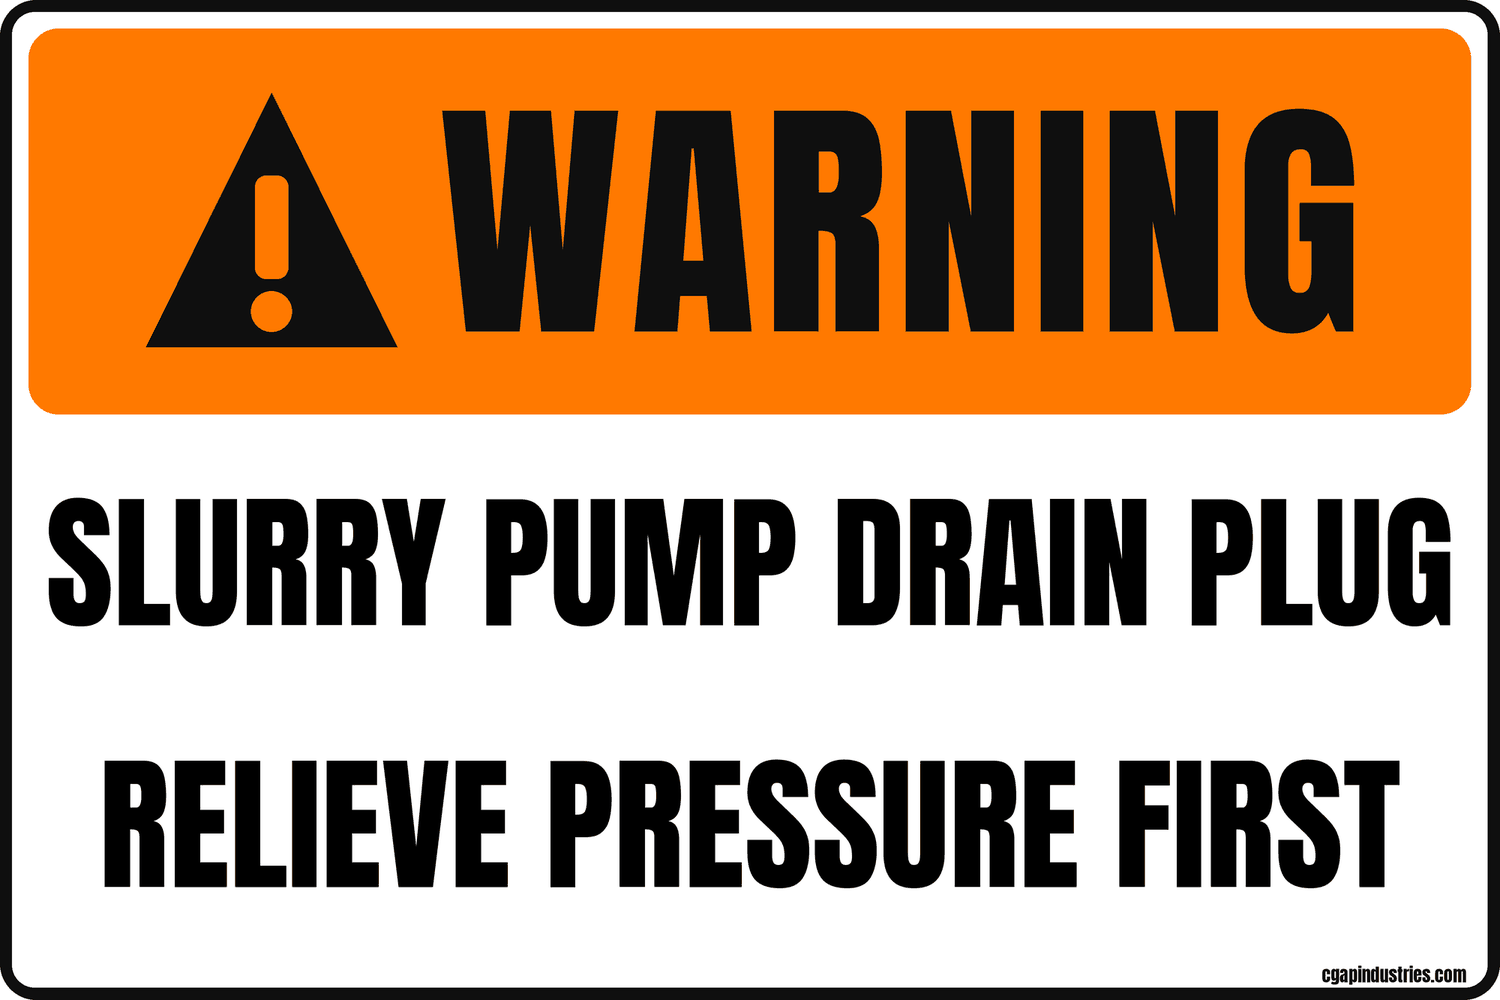 WARNING
SLURRY PUMP DRAIN PLUG
RELIEVE PRESSURE FIRST
cgapindustries.com